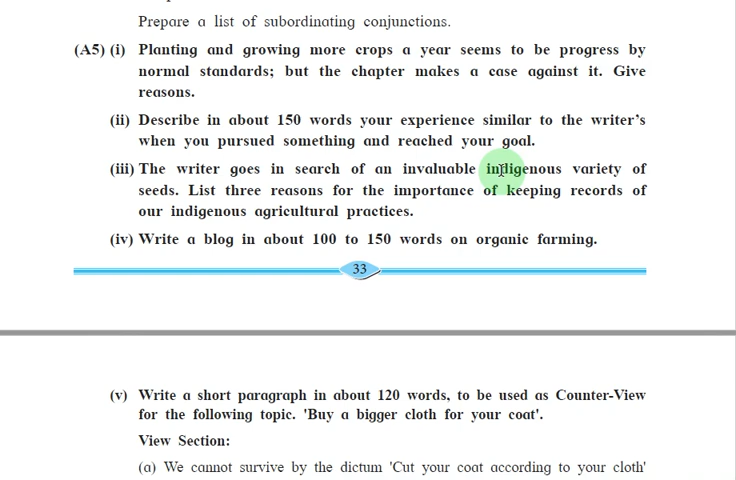 Prepare a list of subordinating conjunctions.
(A5) (i) Planting and growing more crops a year seems to be progress by
normal standards; but the chapter makes a case against it. Give
reasons.
(ii) Describe in about 150 words your experience similar to the writer's
when you pursued something and reached your goal.
(iii) The writer goes in search of an invaluable indigenous variety of
seeds. List three reasons for the importance of keeping records of
our indigenous agricultural practices.
(iv) Write a blog in about 100 to 150 words on organic farming.
33
(v) Write a short paragraph in about 120 words, to be used as Counter-View
for the following topic. 'Buy a bigger cloth for your coat'.
View Section:
(a) We cannot survive by the dictum 'Cut your coat according to your cloth'